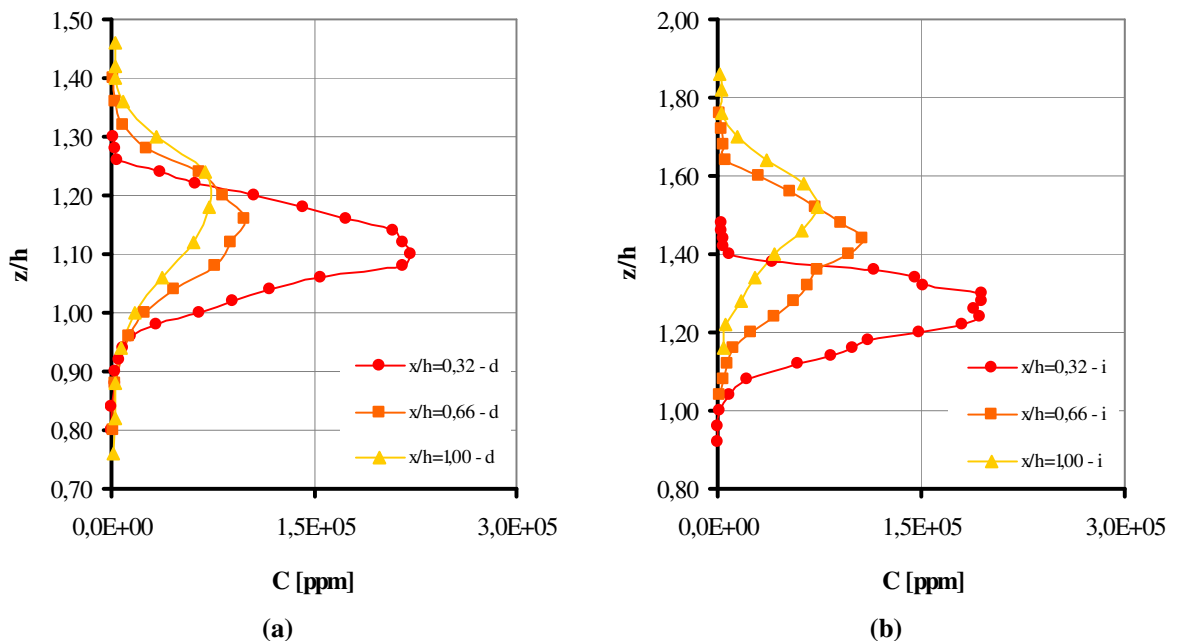 1,50
1,40
1,30
1,20
1,10
1,00
0,90
0,80
0,70
z/h
x/h=0,32 - d
x/h=0,66 - d
x/h=1,00 - d
0,0E+00 1,5E+05 3,0E+05
C [ppm]
(a)
2,00
1,80
1,60
1,40
1,20
1,00
0,80
z/h
x/h=0,32 - i
x/h=0,66 - i
x/h=1,00 - i
0,0E+00 1,5E+05 3,0E+05
C [ppm]
(b)